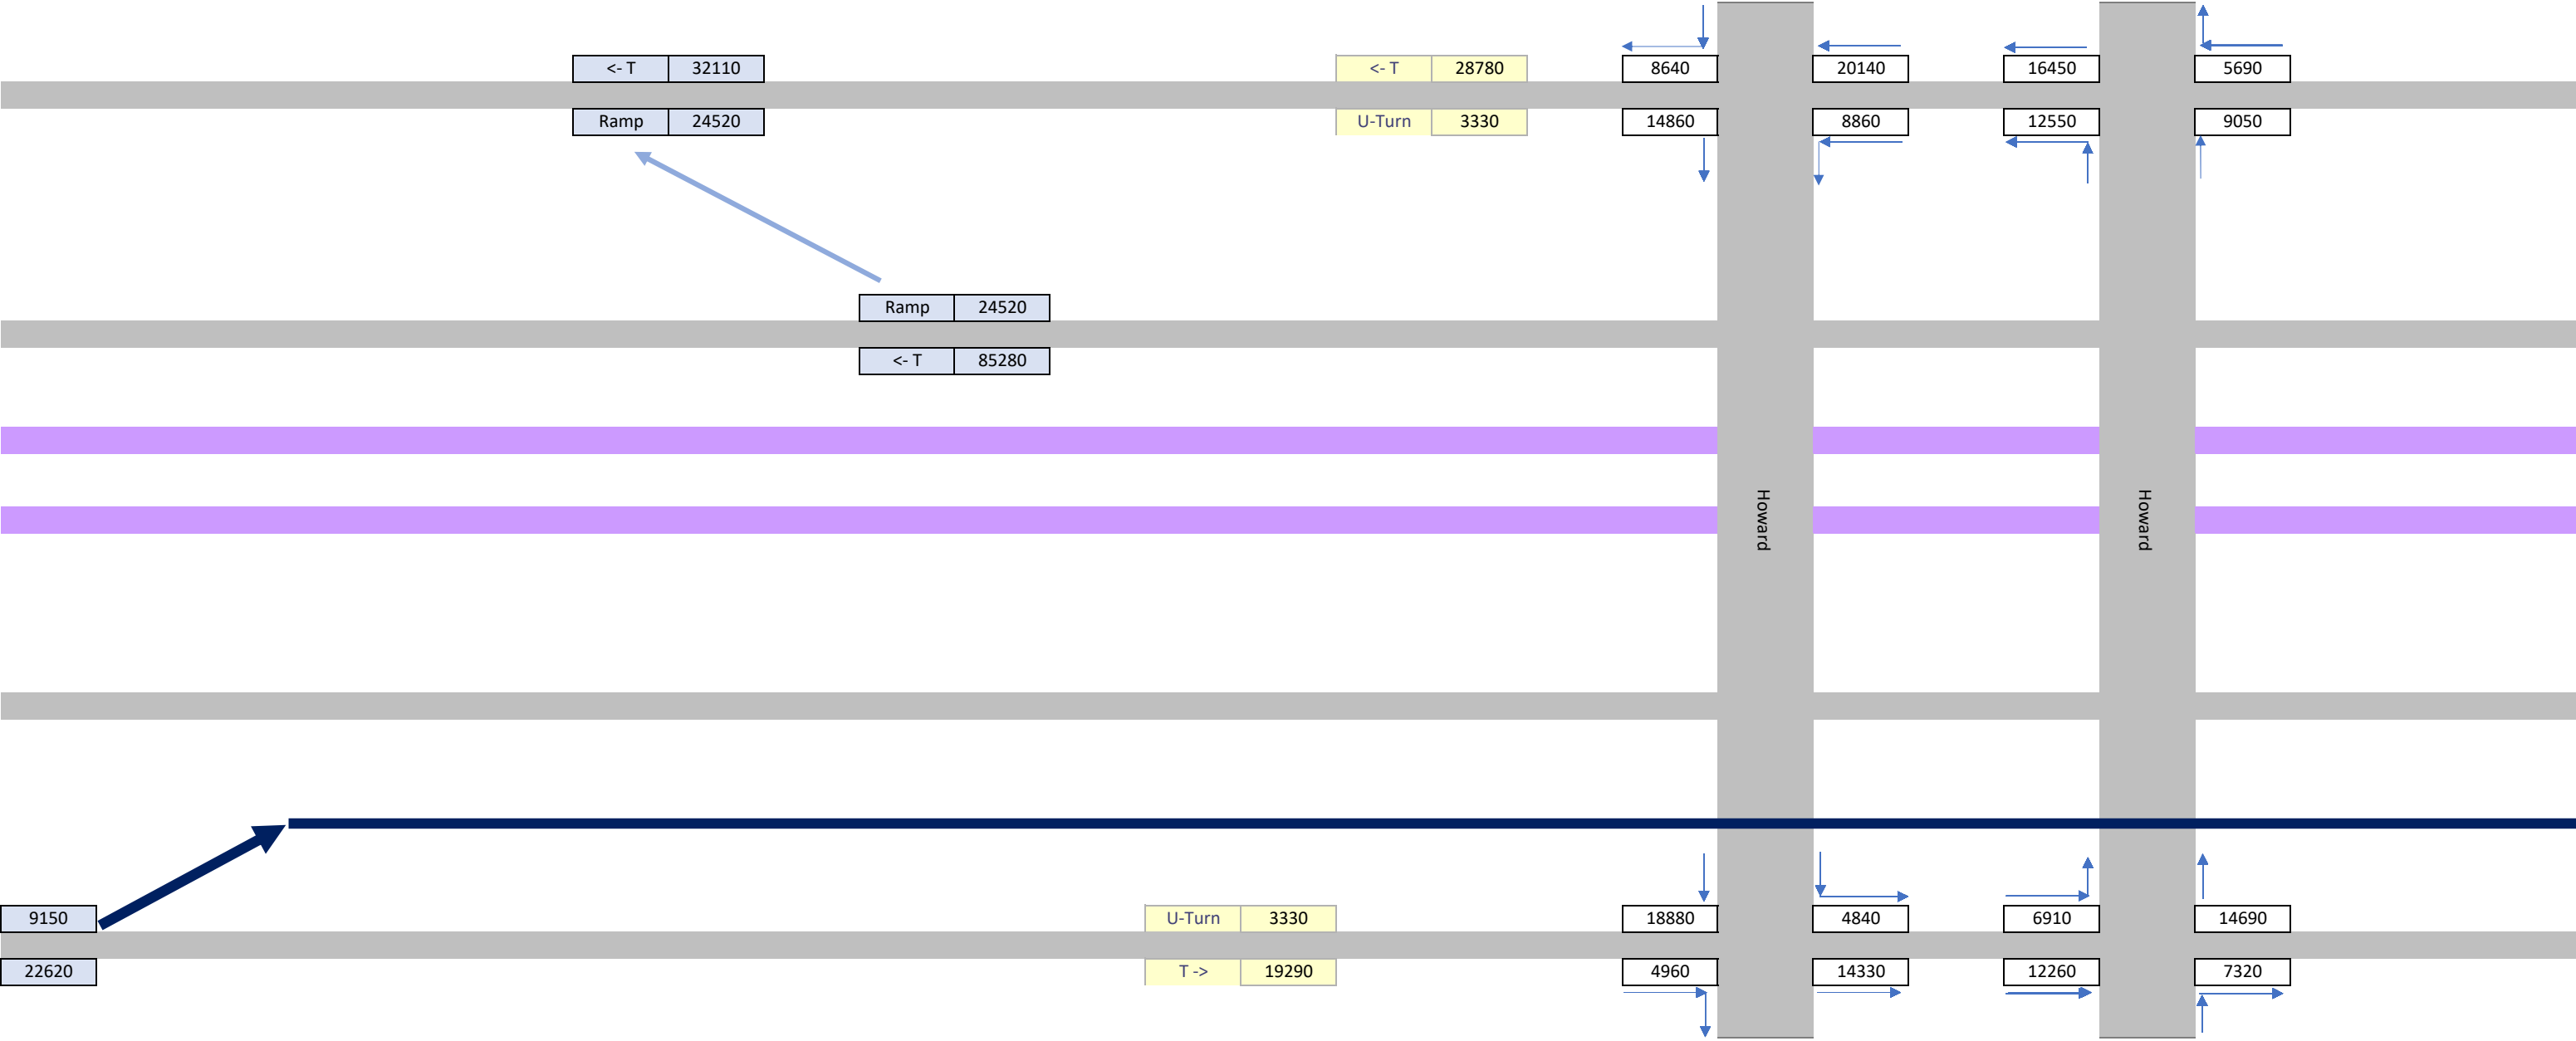 <- T 32110 <- T 28780 8640 20140 16450 5690
Ramp 24520 U-Turn 3330 14860 8860 12550 9050
Ramp 24520
<- T 85280
Howard Howard
9150 U-Turn 3330 18880 4840 6910 14690
22620 T -> 19290 4960 14330 12260 7320